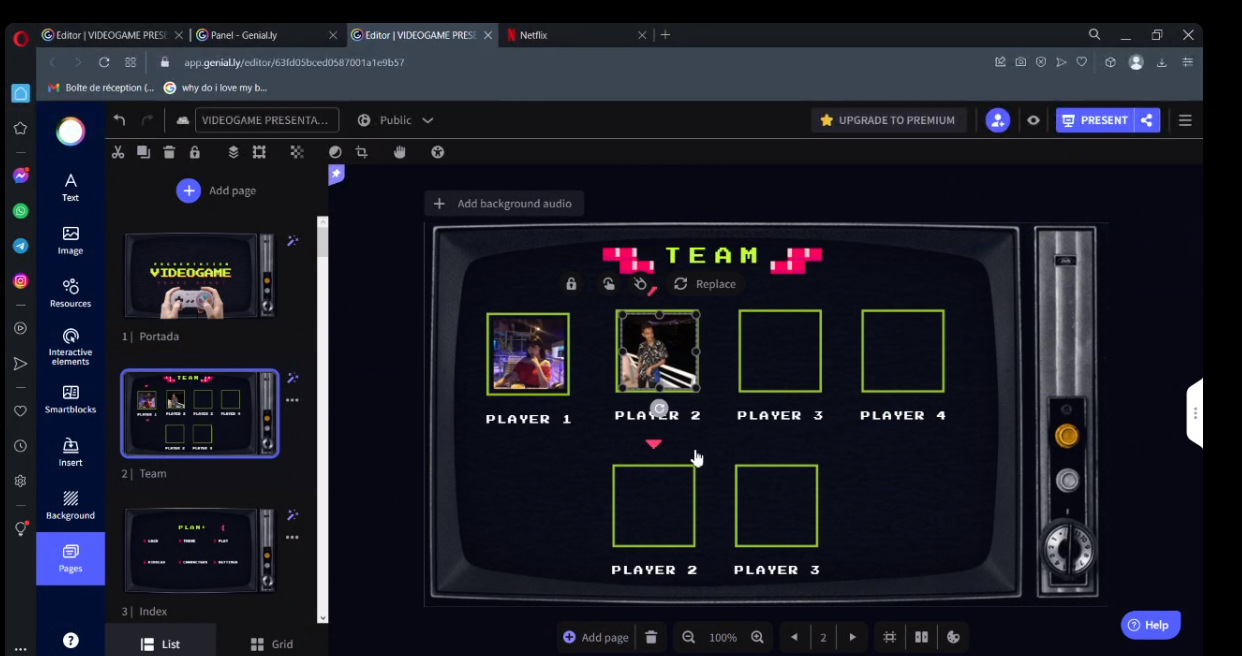 Editor | VIDEOGAME PRESE
Panel - Genial.ly
Editor | VIDEOGAME PRESE
Netflix
app.genial.ly/editor/63fd05bced0587001a1e9b57
Boîte de réception (...
why do i love my b...
VIDEOGAME PRESENTA...
Public
UPGRADE TO PREMIUM
PRESENT
Text
Image
Resources
Interactive
elements
Smartblocks
Insert
Background
Pages
Add page
PRESENTATION
VIDEOGAME
1 | Portada
TEAM
PLAYER 1 PLAYER 2 PLAYER 3 PLAYER 4
PLAYER 2 PLAYER 3
2 | Team
PLAN
3 | Index
List
Grid
Add background audio
TEAM
Replace
PLAYER 1
PLAYER 2
PLAYER 3
PLAYER 4
PLAYER 2
PLAYER 3
Add page
100%
2
Help